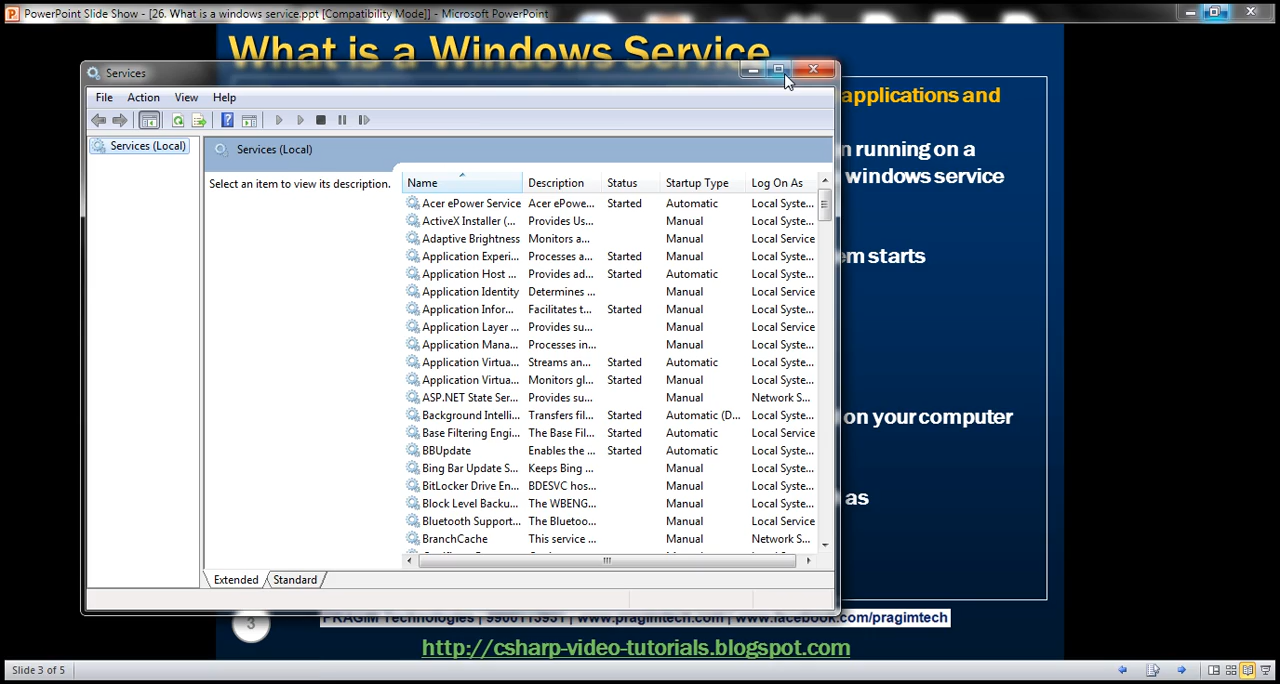 PowerPoint Slide Show - [26. What is a windows service.ppt [Compatibility Mode]] - Microsoft PowerPoint
What is a Windows Service
Services
File Action View Help
applications and
n running on a
windows service
em starts
on your computer
as
Services (Local)
Services (Local)
Select an item to view its description.
Name Description Status Startup Type Log On As
Acer ePower Service Acer ePowe... Started Automatic Local Syste...
ActiveX Installer (... Provides Us... Manual Local Syste...
Adaptive Brightness Monitors a... Manual Local Service
Application Experi... Processes a... Started Manual Local Syste...
Application Host ... Provides ad... Started Automatic Local Syste...
Application Identity Determines ... Manual Local Service
Application Infor... Facilitates t... Started Manual Local Syste...
Application Layer ... Provides su... Manual Local Service
Application Mana... Processes in... Manual Local Syste...
Application Virtua... Streams an... Started Automatic Local Syste...
Application Virtua... Monitors gl... Started Manual Local Syste...
ASP.NET State Ser... Provides su... Manual Network S...
Background Intelli... Transfers fil... Started Automatic (D... Local Syste...
Base Filtering Engi... The Base Fil... Started Automatic Local Service
BBUpdate Enables the ... Started Automatic Local Syste...
Bing Bar Update S... Keeps Bing ... Manual Local Syste...
BitLocker Drive En... BDESVC hos... Manual Local Syste...
Block Level Backu... The WBENG... Manual Local Syste...
Bluetooth Support... The Bluetoo... Manual Local Service
BranchCache This service ... Manual Network S...
Extended Standard
3
PRAGIM Technologies | 9900113931 | www.pragimtech.com | www.facebook.com/pragimtech
http://csharp-video-tutorials.blogspot.com
Slide 3 of 5